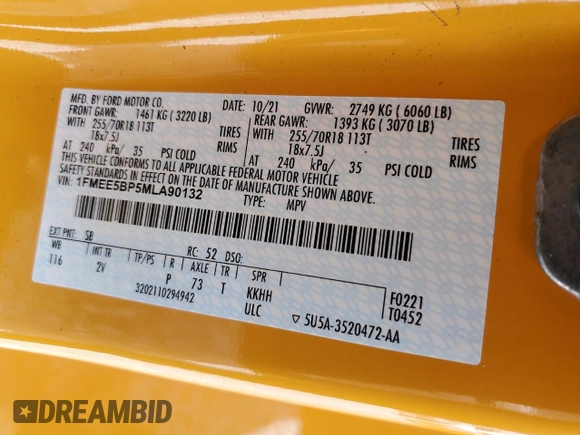 MFD. BY FORD MOTOR CO.
DATE: 10/21 GVWR: 2749 KG ( 6060 LB)
FRONT GAWR: 1461 KG ( 3220 LB) REAR GAWR: 1393 KG ( 3070 LB)
WITH 255/70R18 113T TIRES WITH 255/70R18 113T TIRES
18x7.5J RIMS 18x7.5J RIMS
AT 240 kPa/ 35 PSI COLD AT 240 kPa/ 35 PSI COLD
THIS VEHICLE CONFORMS TO ALL APPLICABLE FEDERAL MOTOR VEHICLE
SAFETY STANDARDS IN EFFECT ON THE DATE OF MANUFACTURE SHOWN ABOVE.
VIN: 1FMEE5BP5MLA90132
TYPE: MPV
EXT PNT: SB RC: 52 DSO:
WB INT TR TP/PS R AXLE TR SPR
116 2V P 73 T KKHH F0221
3202110294942 ULC T0452
5U5A-3520472-AA
DREAMBID